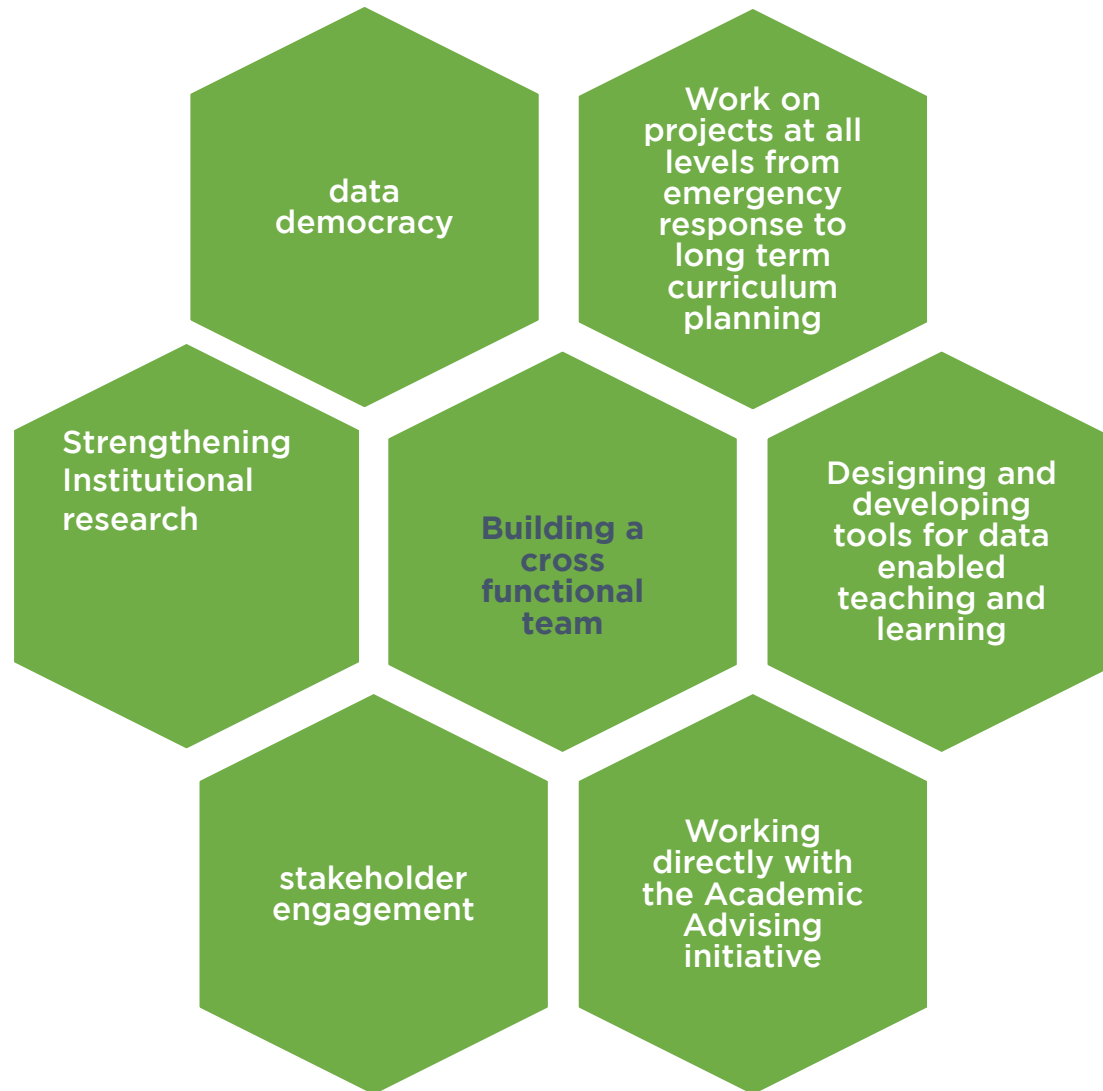 data
democracy
Work on
projects at all
levels from
emergency
response to
long term
curriculum
planning
Strengthening
Institutional
research
Building a
cross
functional
team
Designing and
developing
tools for data
enabled
teaching and
learning
stakeholder
engagement
Working
directly with
the Academic
Advising
initiative